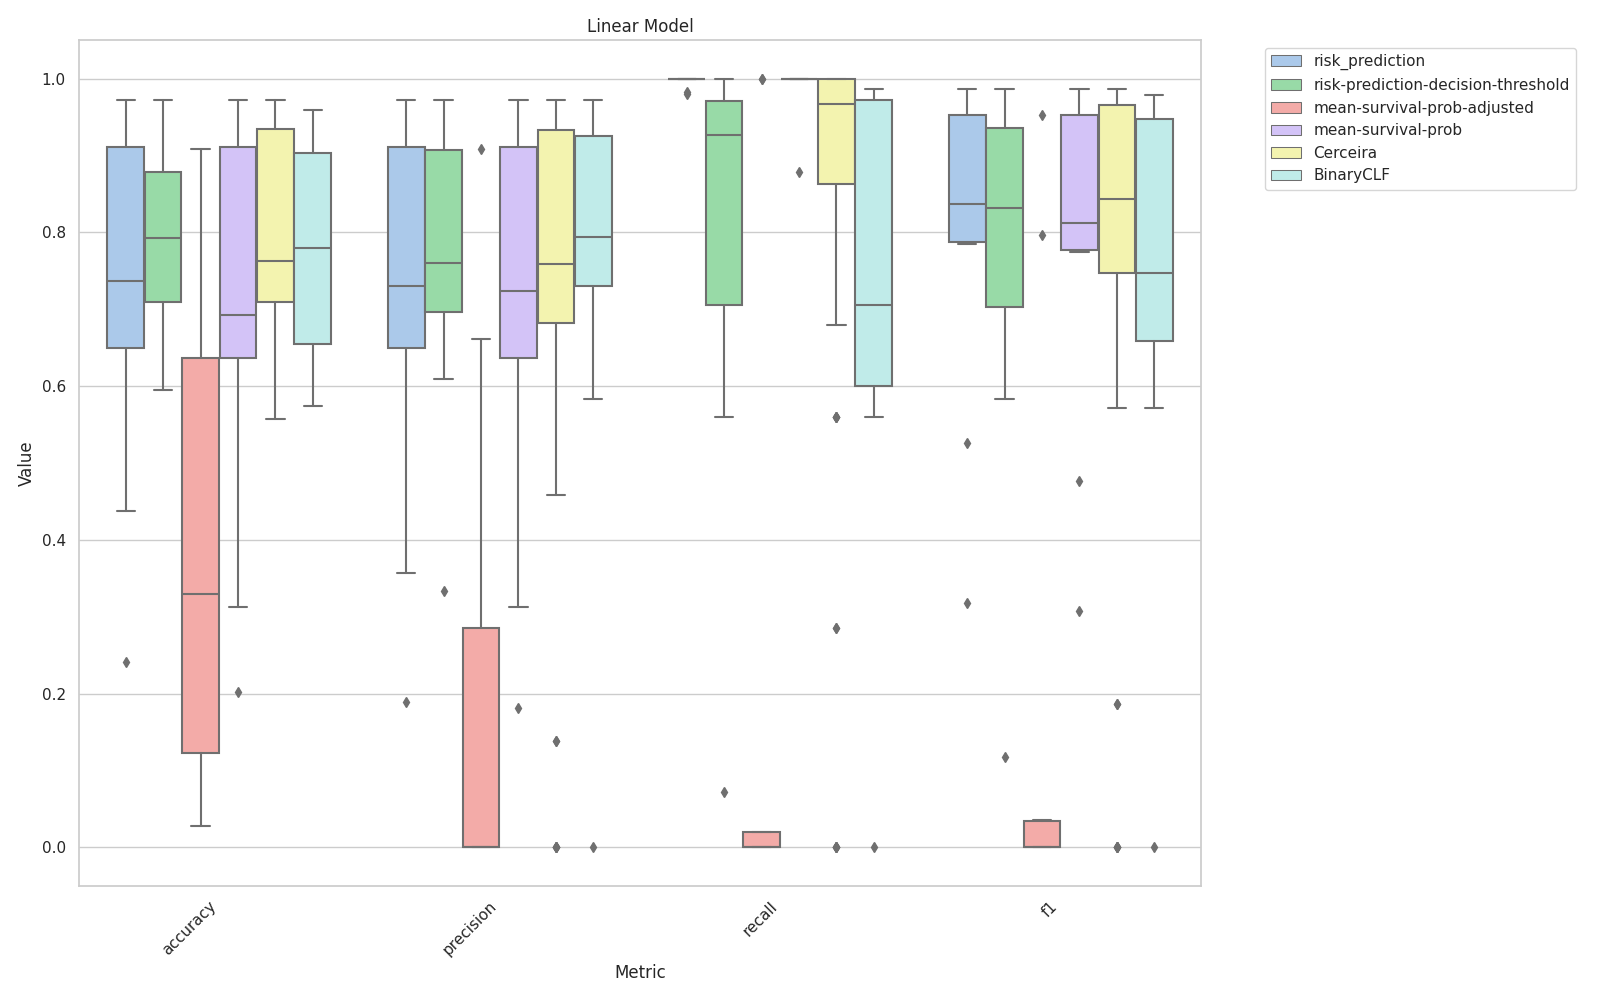 Linear Model
risk_prediction
risk-prediction-decision-threshold
mean-survival-prob-adjusted
mean-survival-prob
Cerceira
BinaryCLF
1.0
0.8
0.6
0.4
0.2
0.0
Value
accuracy
precision
recall
f1
Metric